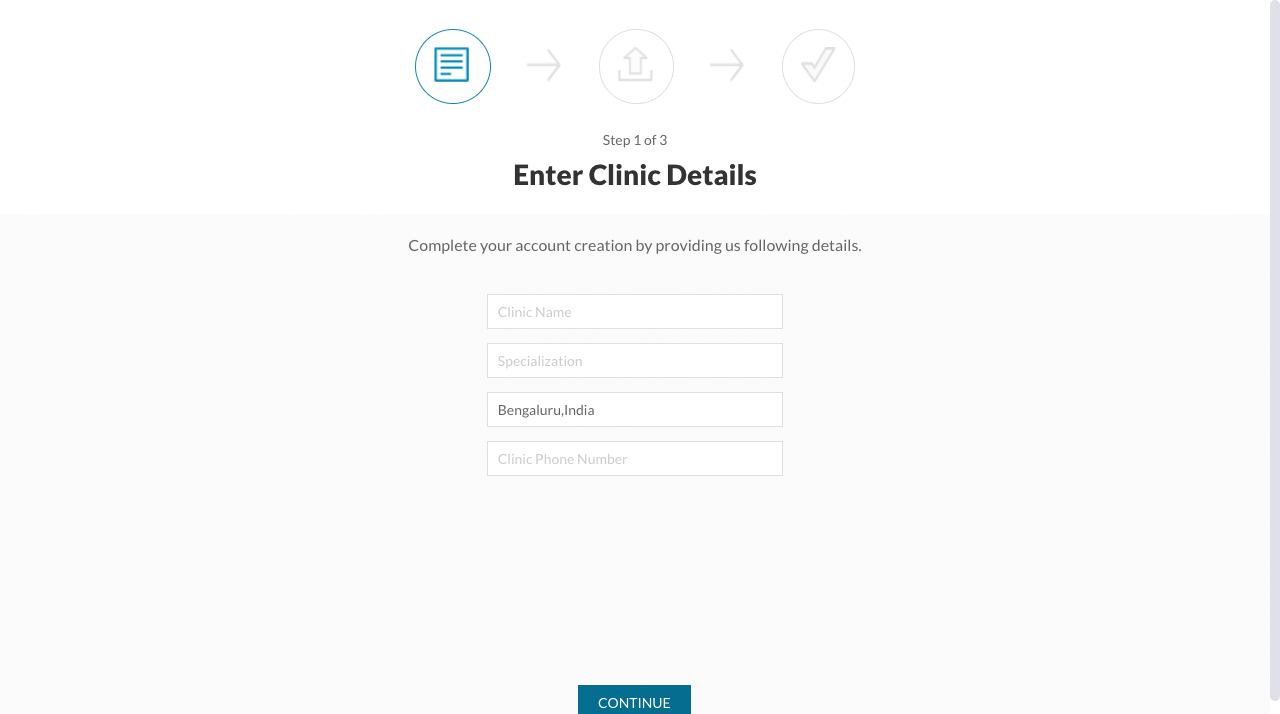 Step 1 of 3
Enter Clinic Details
Complete your account creation by providing us following details.
Clinic Name
Specialization
Bengaluru,India
Clinic Phone Number
CONTINUE